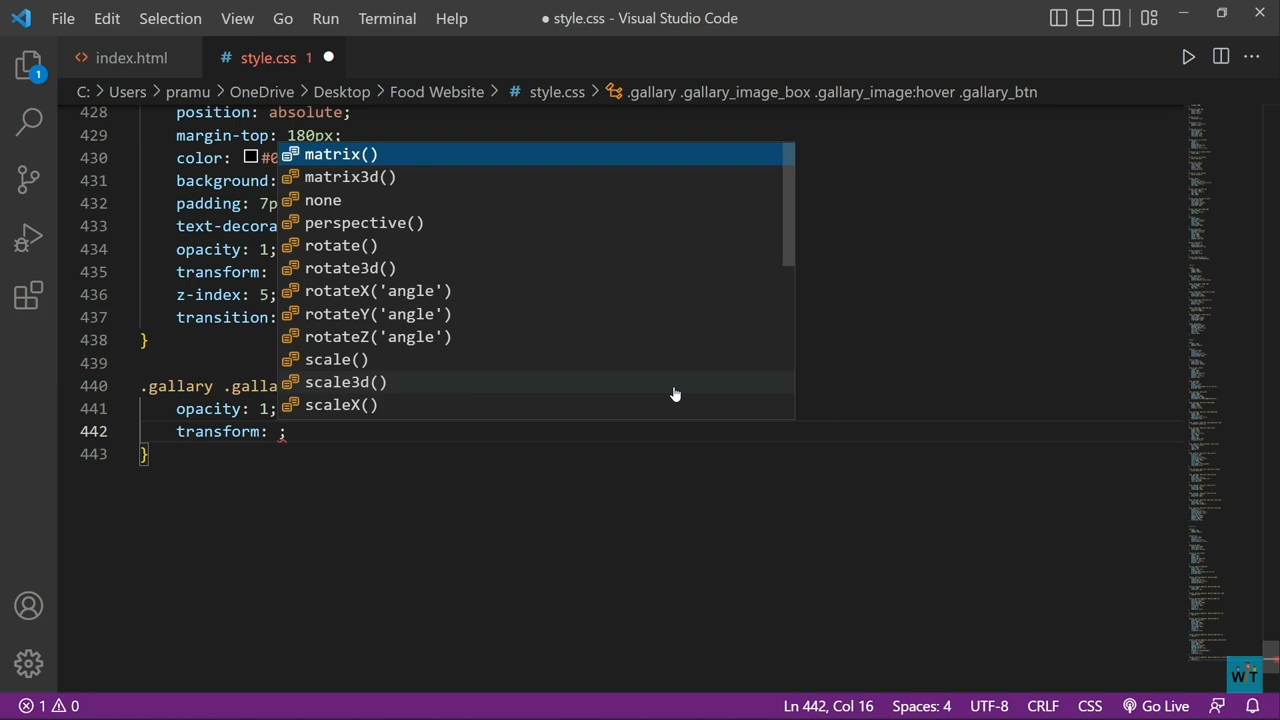 File Edit Selection View Go Run Terminal Help ● style.css - Visual Studio Code
<> index.html # style.css 1 ●
C: > Users > pramu > OneDrive > Desktop > Food Website > # style.css > .gallary .gallary_image_box .gallary_image:hover .gallary_btn
428 position: absolute;
429 margin-top: 180px;
430 color: #0
431 background:
432 padding: 7p
433 text-decora
434 opacity: 1;
435 transform:
436 z-index: 5;
437 transition:
438 }
439
440 .gallary .galla
441 opacity: 1;
442 transform: ;
443 }
matrix()
matrix3d()
none
perspective()
rotate()
rotate3d()
rotateX('angle')
rotateY('angle')
rotateZ('angle')
scale()
scale3d()
scaleX()
1
WT
1 0 Ln 442, Col 16 Spaces: 4 UTF-8 CRLF CSS Go Live